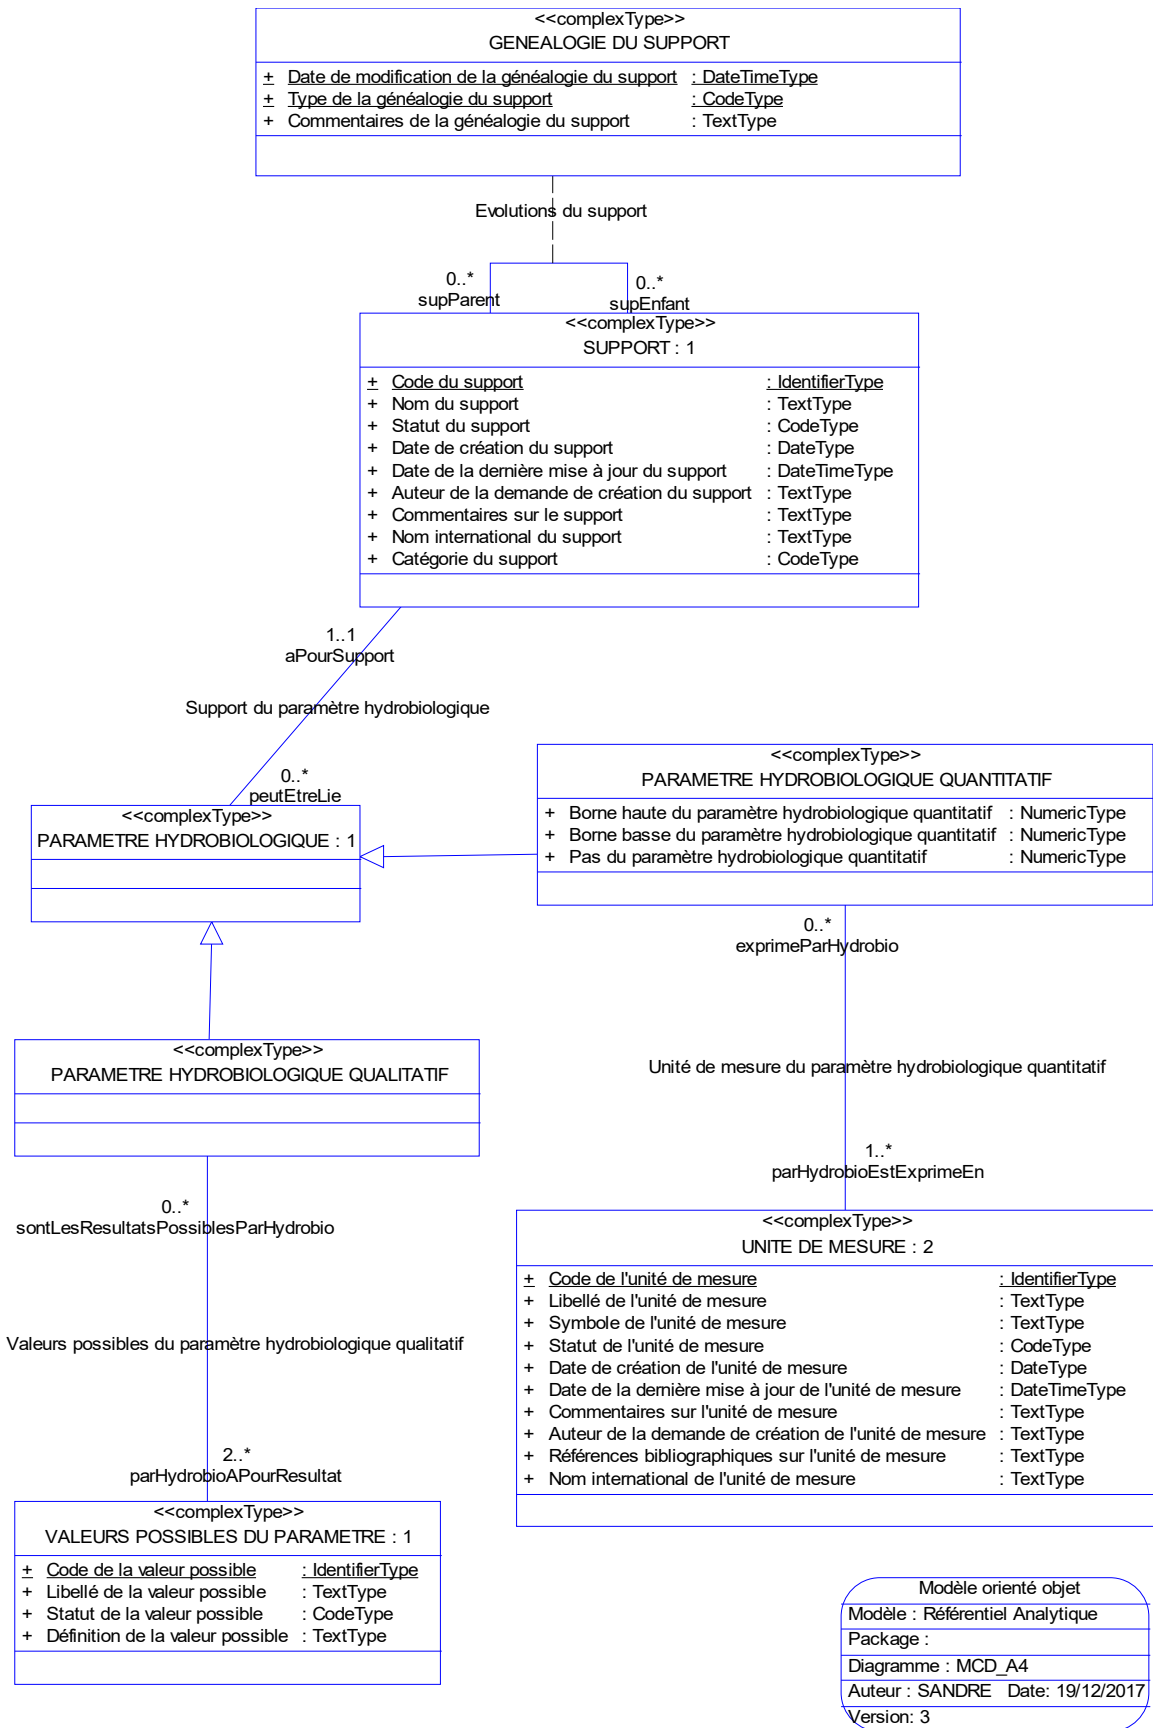 <<complexType>>
GENEALOGIE DU SUPPORT
+ Date de modification de la généalogie du support : DateTimeType
+ Type de la généalogie du support : CodeType
+ Commentaires de la généalogie du support : TextType
Evolutions du support
0..*
supParent
0..*
supEnfant
<<complexType>>
SUPPORT : 1
+ Code du support : IdentifierType
+ Nom du support : TextType
+ Statut du support : CodeType
+ Date de création du support : DateType
+ Date de la dernière mise à jour du support : DateTimeType
+ Auteur de la demande de création du support : TextType
+ Commentaires sur le support : TextType
+ Nom international du support : TextType
+ Catégorie du support : CodeType
1..1
aPourSupport
Support du paramètre hydrobiologique
0..*
peutEtreLie
<<complexType>>
PARAMETRE HYDROBIOLOGIQUE : 1
<<complexType>>
PARAMETRE HYDROBIOLOGIQUE QUANTITATIF
+ Borne haute du paramètre hydrobiologique quantitatif : NumericType
+ Borne basse du paramètre hydrobiologique quantitatif : NumericType
+ Pas du paramètre hydrobiologique quantitatif : NumericType
0..*
exprimeParHydrobio
<<complexType>>
PARAMETRE HYDROBIOLOGIQUE QUALITATIF
Unité de mesure du paramètre hydrobiologique quantitatif
1..*
parHydrobioEstExprimeEn
0..*
sontLesResultatsPossiblesParHydrobio
<<complexType>>
UNITE DE MESURE : 2
+ Code de l'unité de mesure : IdentifierType
+ Libellé de l'unité de mesure : TextType
+ Symbole de l'unité de mesure : TextType
+ Statut de l'unité de mesure : CodeType
+ Date de création de l'unité de mesure : DateType
+ Date de la dernière mise à jour de l'unité de mesure : DateTimeType
+ Commentaires sur l'unité de mesure : TextType
+ Auteur de la demande de création de l'unité de mesure : TextType
+ Références bibliographiques sur l'unité de mesure : TextType
+ Nom international de l'unité de mesure : TextType
Valeurs possibles du paramètre hydrobiologique qualitatif
2..*
parHydrobioAPourResultat
<<complexType>>
VALEURS POSSIBLES DU PARAMETRE : 1
+ Code de la valeur possible : IdentifierType
+ Libellé de la valeur possible : TextType
+ Statut de la valeur possible : CodeType
+ Définition de la valeur possible : TextType
Modèle orienté objet
Modèle : Référentiel Analytique
Package :
Diagramme : MCD_A4
Auteur : SANDRE Date: 19/12/2017
Version: 3